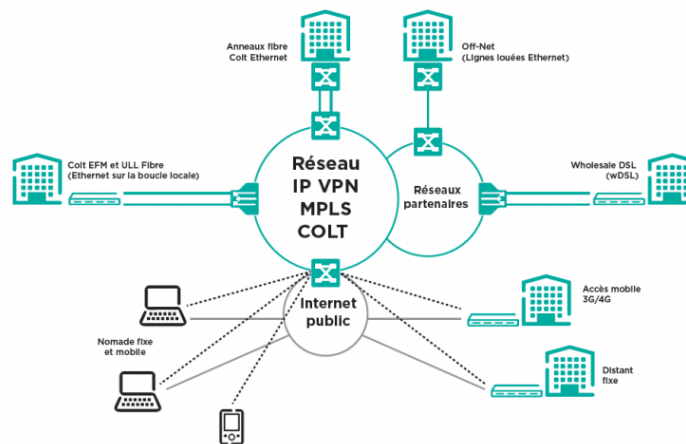 Anneaux fibre
Colt Ethernet
Off-Net
(Lignes louées Ethernet)
Colt EFM et ULL Fibre
(Ethernet sur la boucle locale)
Réseau
IP VPN
MPLS
COLT
Réseaux
partenaires
Wholesale DSL
(wDSL)
Internet
public
Accès mobile
3G/4G
Nomade fixe
et mobile
Distant
fixe